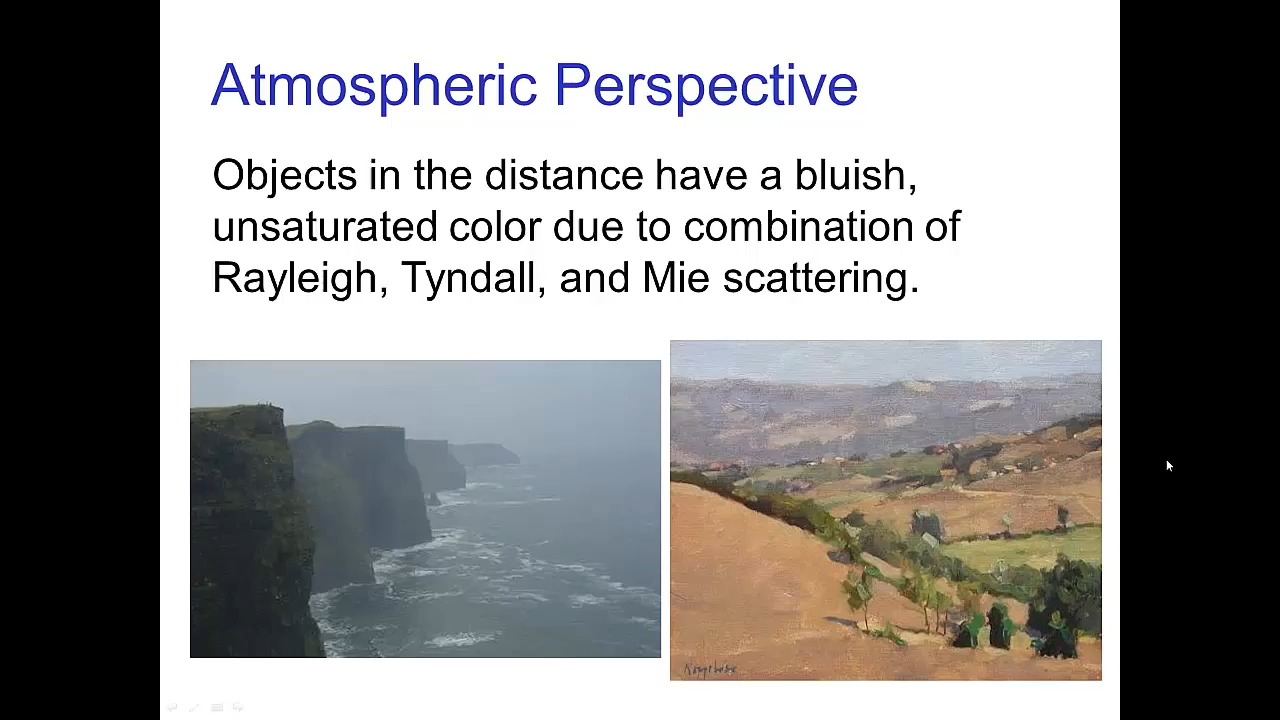 Atmospheric Perspective
Objects in the distance have a bluish,
unsaturated color due to combination of
Rayleigh, Tyndall, and Mie scattering.